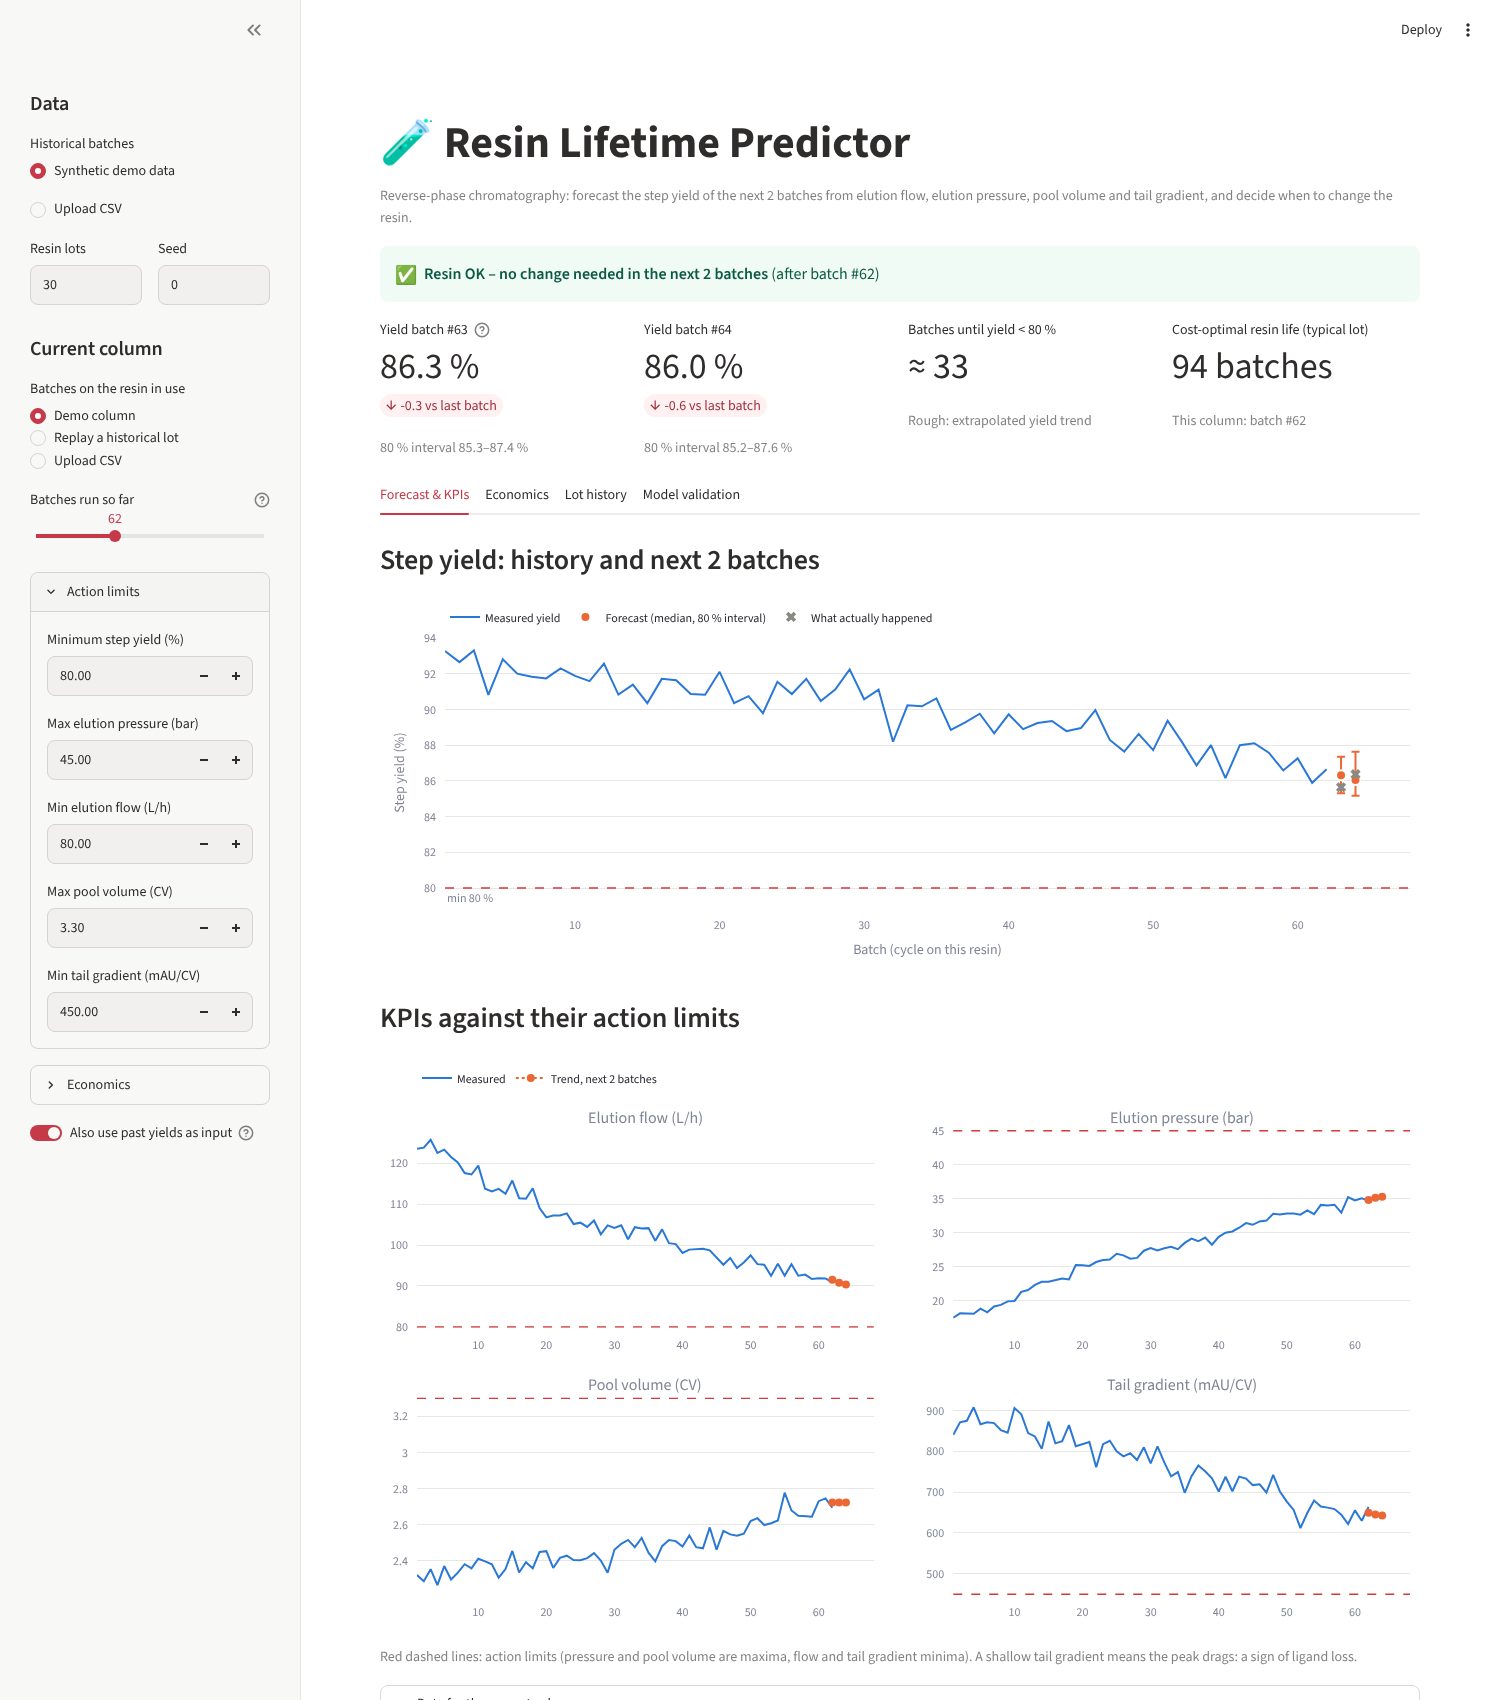 Deploy
Data
Historical batches
Synthetic demo data
Upload CSV
Resin lots
Seed
30
0
Current column
Batches on the resin in use
Demo column
Replay a historical lot
Upload CSV
Batches run so far
62
Action limits
Minimum step yield (%)
80.00
Max elution pressure (bar)
45.00
Min elution flow (L/h)
80.00
Max pool volume (CV)
3.30
Min tail gradient (mAU/CV)
450.00
Economics
Also use past yields as input
Resin Lifetime Predictor
Reverse-phase chromatography: forecast the step yield of the next 2 batches from elution flow, elution pressure, pool volume and tail gradient, and decide when to change the
resin.
Resin OK – no change needed in the next 2 batches (after batch #62)
Yield batch #63
86.3 %
-0.3 vs last batch
80 % interval 85.3–87.4 %
Yield batch #64
86.0 %
-0.6 vs last batch
80 % interval 85.2–87.6 %
Batches until yield < 80 %
≈ 33
Rough: extrapolated yield trend
Cost-optimal resin life (typical lot)
94 batches
This column: batch #62
Forecast & KPIs
Economics
Lot history
Model validation
Step yield: history and next 2 batches
Measured yield
Forecast (median, 80 % interval)
What actually happened
94
92
90
88
86
84
82
80
Step yield (%)
min 80 %
10
20
30
40
50
60
Batch (cycle on this resin)
KPIs against their action limits
Measured
Trend, next 2 batches
Elution flow (L/h)
120
110
100
90
80
10
20
30
40
50
60
Elution pressure (bar)
45
40
35
30
25
20
10
20
30
40
50
60
Pool volume (CV)
3.2
3
2.8
2.6
2.4
10
20
30
40
50
60
Tail gradient (mAU/CV)
900
800
700
600
500
10
20
30
40
50
60
Red dashed lines: action limits (pressure and pool volume are maxima, flow and tail gradient minima). A shallow tail gradient means the peak drags: a sign of ligand loss.